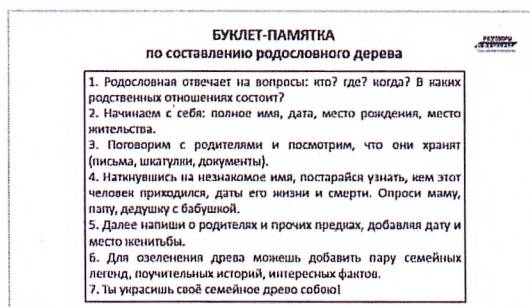 БУКЛЕТ-ПАМЯТКА
по составлению родословного дерева
1. Родословная отвечает на вопросы: кто? где? когда? В каких
родственных отношениях состоит?
2. Начинаем с себя: полное имя, дата, место рождения, место
жительства.
3. Поговорим с родителями и посмотрим, что они хранят
(письма, шкатулки, документы).
4. Наткнувшись на незнакомое имя, постарайся узнать, кем этот
человек приходился, даты его жизни и смерти. Опроси маму,
папу, дедушку с бабушкой.
5. Далее напиши о родителях и прочих предках, добавляя дату и
место женитьбы.
6. Для озеленения древа можешь добавить пару семейных
легенд, поучительных историй, интересных фактов.
7. Ты украсишь своё семейное древо собою!